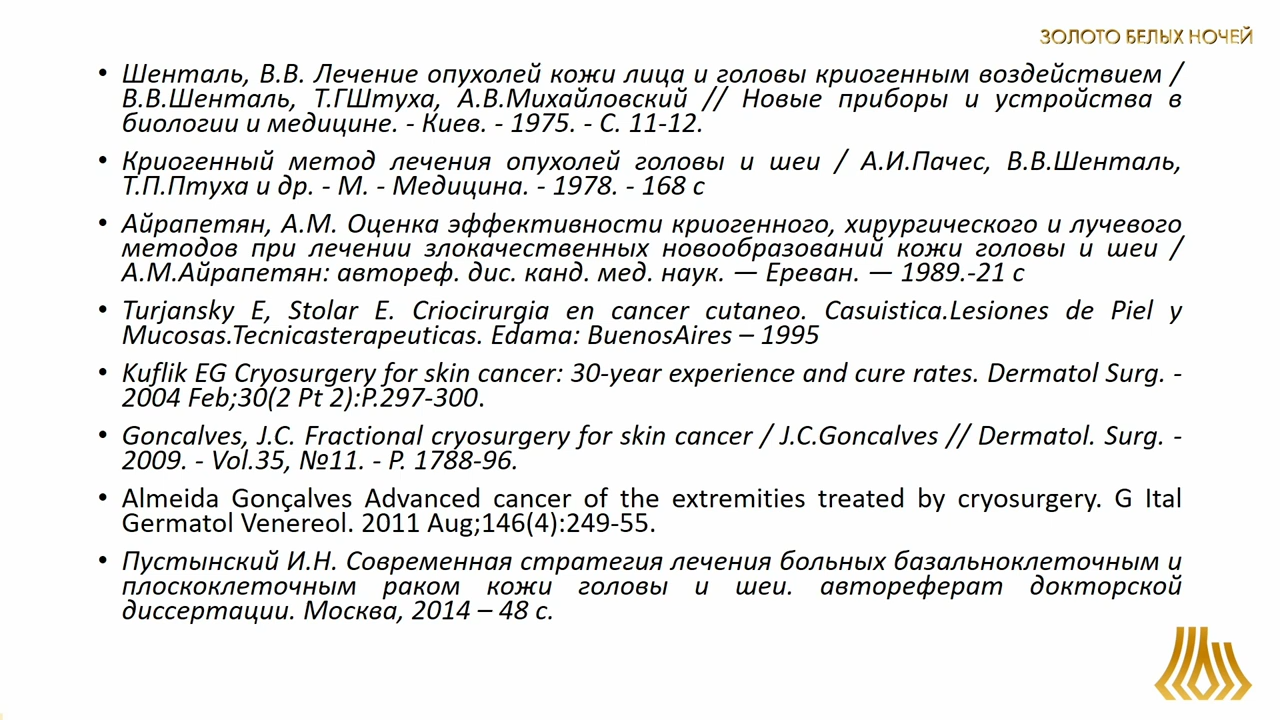 ЗОЛОТО БЕЛЫХ НОЧЕЙ
• Шенталь, В.В. Лечение опухолей кожи лица и головы криогенным воздействием /
В.В.Шенталь, Т.ГШтуха, А.В.Михайловский // Новые приборы и устройства в
биологии и медицине. - Киев. - 1975. - С. 11-12.
• Криогенный метод лечения опухолей головы и шеи / А.И.Пачес, В.В.Шенталь,
Т.П.Птуха и др. - М. - Медицина. - 1978. - 168 с
• Айрапетян, А.М. Оценка эффективности криогенного, хирургического и лучевого
методов при лечении злокачественных новообразований кожи головы и шеи /
А.М.Айрапетян: автореф. дис. канд. мед. наук. — Ереван. — 1989.-21 с
• Turjansky E, Stolar E. Criocirurgia en cancer cutaneo. Casuistica.Lesiones de Piel y
Mucosas.Tecnicasterapeuticas. Edama: BuenosAires – 1995
• Kuflik EG Cryosurgery for skin cancer: 30-year experience and cure rates. Dermatol Surg. -
2004 Feb;30(2 Pt 2):P.297-300.
• Goncalves, J.C. Fractional cryosurgery for skin cancer / J.C.Goncalves // Dermatol. Surg. -
2009. - Vol.35, №11. - P. 1788-96.
• Almeida Gonçalves Advanced cancer of the extremities treated by cryosurgery. G Ital
Germatol Venereol. 2011 Aug;146(4):249-55.
• Пустынский И.Н. Современная стратегия лечения больных базальноклеточным и
плоскоклеточным раком кожи головы и шеи. автореферат докторской
диссертации. Москва, 2014 – 48 с.